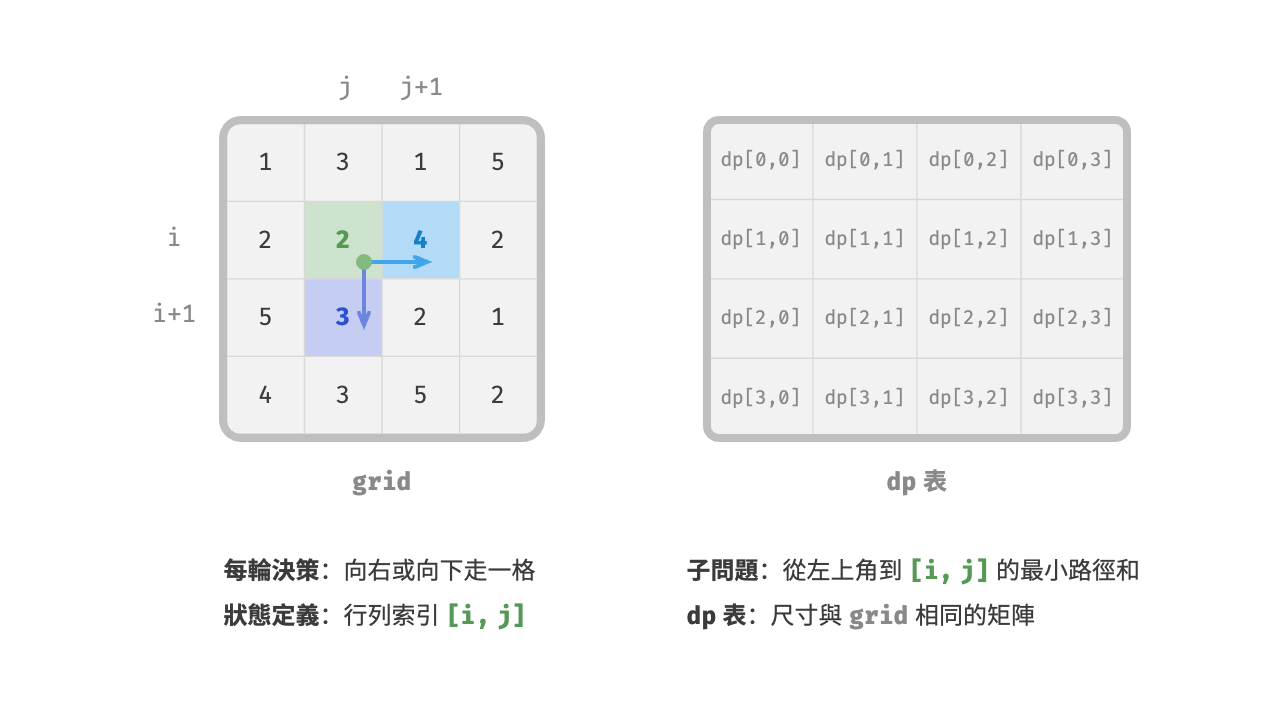 j j+1
1 3 1 5
i 2 2 4 2
i+1 5 3 2 1
4 3 5 2
grid
dp[0,0] dp[0,1] dp[0,2] dp[0,3]
dp[1,0] dp[1,1] dp[1,2] dp[1,3]
dp[2,0] dp[2,1] dp[2,2] dp[2,3]
dp[3,0] dp[3,1] dp[3,2] dp[3,3]
dp 表
每輪決策：向右或向下走一格
狀態定義：行列索引 [i, j]
子問題：從左上角到 [i, j] 的最小路徑和
dp 表：尺寸與 grid 相同的矩陣